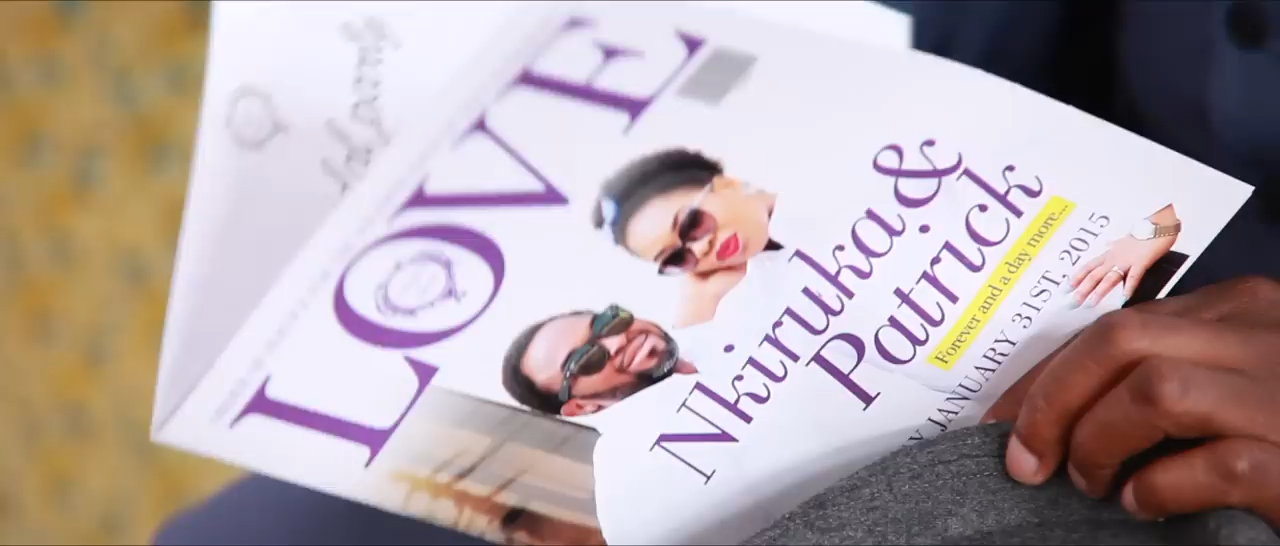 LOVE
Nkiruka &
Patrick
Forever and a day more...
Y JANUARY 31ST, 2015